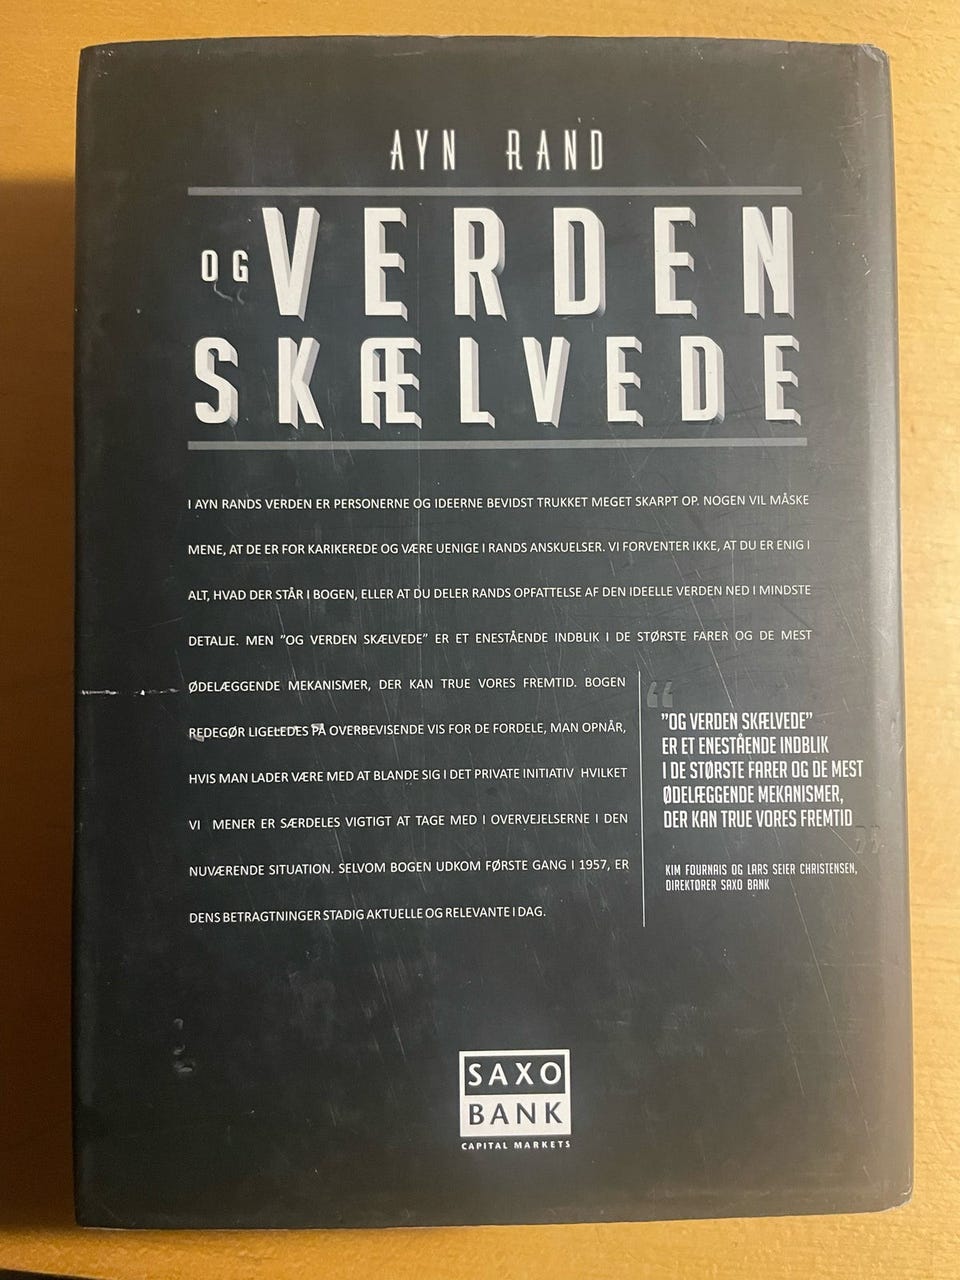 AYN RAND
OG VERDEN
SKÆLVEDE
I AYN RANDS VERDEN ER PERSONERNE OG IDEERNE BEVIDST TRUKKET MEGET SKARPT OP. NOGEN VIL MÅSKE
MENE, AT DE ER FOR KARIKEREDE OG VÆRE UENIGE I RANDS ANSKUELSER. VI FORVENTER IKKE, AT DU ER ENIG I
ALT, HVAD DER STÅR I BOGEN, ELLER AT DU DELER RANDS OPFATTELSE AF DEN IDEELLE VERDEN NED I MINDSTE
DETALJE. MEN ”OG VERDEN SKÆLVEDE” ER ET ENESTÅENDE INDBLIK I DE STØRSTE FARER OG DE MEST
ØDELÆGGENDE MEKANISMER, DER KAN TRUE VORES FREMTID. BOGEN
REDEGØR LIGELEDES PÅ OVERBEVISENDE VIS FOR DE FORDELE, MAN OPNÅR,
HVIS MAN LADER VÆRE MED AT BLANDE SIG I DET PRIVATE INITIATIV HVILKET
VI MENER ER SÆRDELES VIGTIGT AT TAGE MED I OVERVEJELSERNE I DEN
NUVÆRENDE SITUATION. SELVOM BOGEN UDKOM FØRSTE GANG I 1957, ER
DENS BETRAGTNINGER STADIG AKTUELLE OG RELEVANTE I DAG.
“
”OG VERDEN SKÆLVEDE”
ER ET ENESTÅENDE INDBLIK
I DE STØRSTE FARER OG DE MEST
ØDELÆGGENDE MEKANISMER,
DER KAN TRUE VORES FREMTID
”
KIM FOURNAIS OG LARS SEIER CHRISTENSEN,
DIREKTØRER SAXO BANK
SAXO
BANK
CAPITAL MARKETS